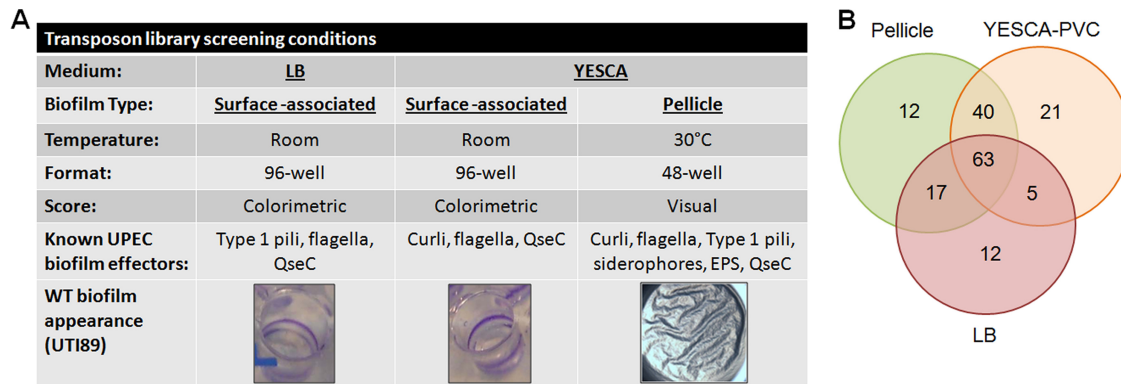 A
Transposon library screening conditions
Medium: LB YESCA
Biofilm Type: Surface-associated Surface-associated Pellicle
Temperature: Room Room 30°C
Format: 96-well 96-well 48-well
Score: Colorimetric Colorimetric Visual
Known UPEC Type 1 pili, flagella, Curli, flagella, QseC Curli, flagella, Type 1 pili,
biofilm effectors: QseC siderophores, EPS, QseC
WT biofilm
appearance
(UTI89)
B
Pellicle YESCA-PVC
12 40 21
63
17 5
12
LB